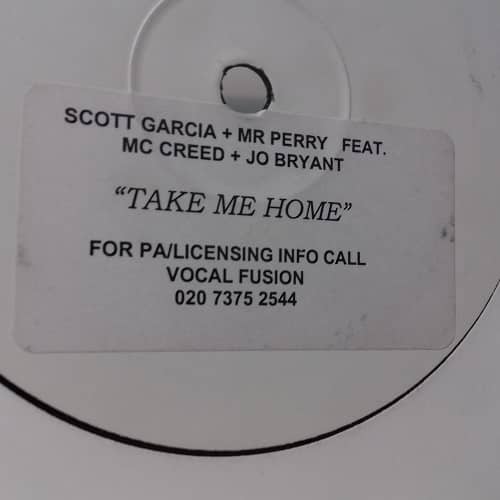 SCOTT GARCIA + MR PERRY FEAT.
MC CREED + JO BRYANT
“TAKE ME HOME”
FOR PA/LICENSING INFO CALL
VOCAL FUSION
020 7375 2544